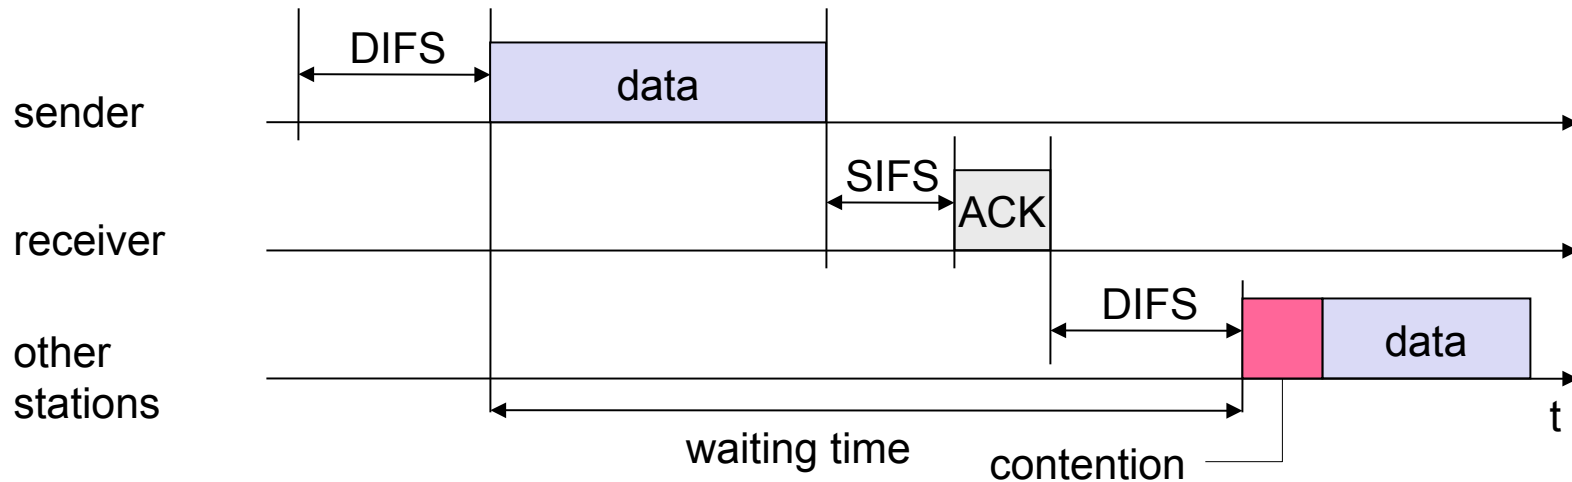 DIFS
data
sender
SIFS
ACK
receiver
DIFS
data
other
stations
t
waiting time
contention